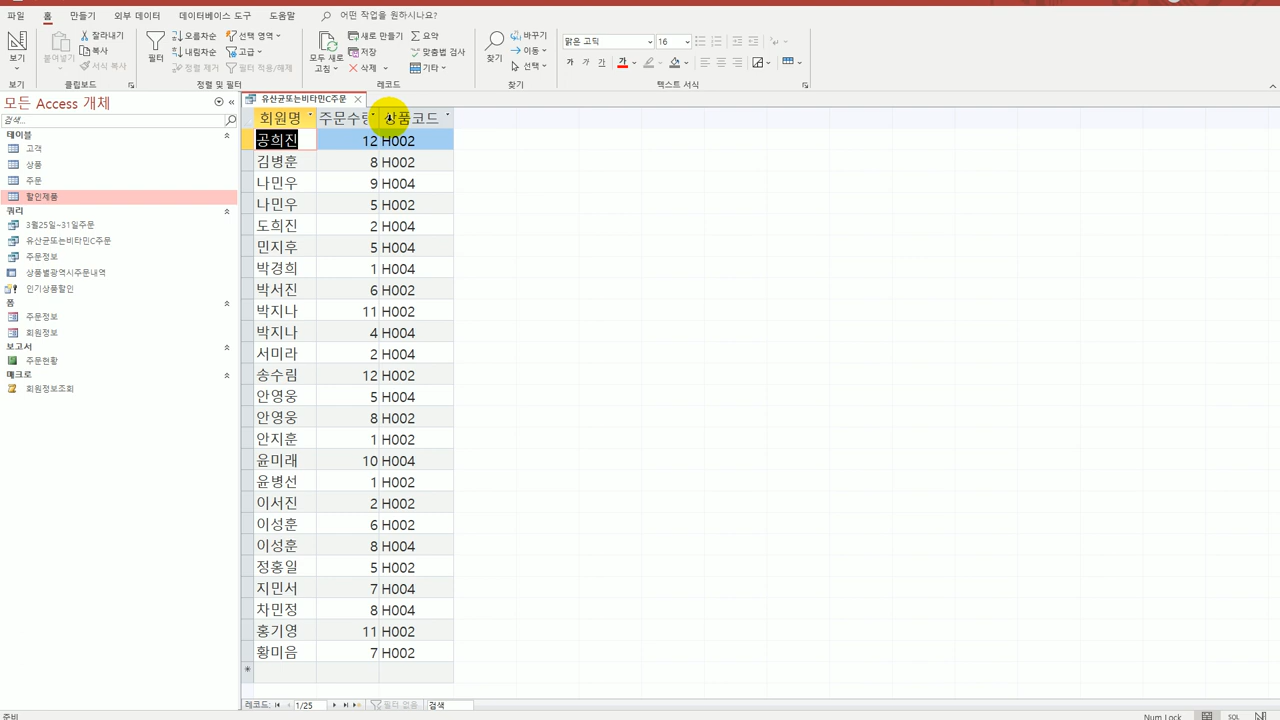 파일 홈 만들기 외부 데이터 데이터베이스 도구 도움말 어떤 작업을 원하시나요?
보기
보기
붙여넣기
잘라내기
복사
서식 복사
클립보드
필터
오름차순
내림차순
정렬 제거
선택 영역
고급
필터 적용/해제
정렬 및 필터
모두 새로 고침
새로 만들기
저장
삭제
요약
맞춤법 검사
기타
레코드
찾기
바꾸기
이동
선택
찾기
맑은 고딕 16
가 가 가 가
텍스트 서식
모든 Access 개체
검색...
테이블
고객
상품
주문
할인제품
쿼리
3월25일~31일주문
유산균또는비타민C주문
주문정보
상품별광역시주문내역
인기상품할인
폼
주문정보
회원정보
보고서
주문현황
매크로
회원정보조회
유산균또는비타민C주문
회원명 주문수량 상품코드
공희진 12 H002
김병훈 8 H002
나민우 9 H004
나민우 5 H002
도희진 2 H004
민지후 5 H004
박경희 1 H004
박서진 6 H002
박지나 11 H002
박지나 4 H004
서미라 2 H004
송수림 12 H002
안영웅 5 H004
안영웅 8 H002
안지훈 1 H002
윤미래 10 H004
윤병선 1 H002
이서진 2 H002
이성훈 6 H002
이성훈 8 H004
정홍일 5 H002
지민서 7 H004
차민정 8 H004
홍기영 11 H002
황미음 7 H002
레코드: 1/25 필터 없음 검색
준비 Num Lock SQL